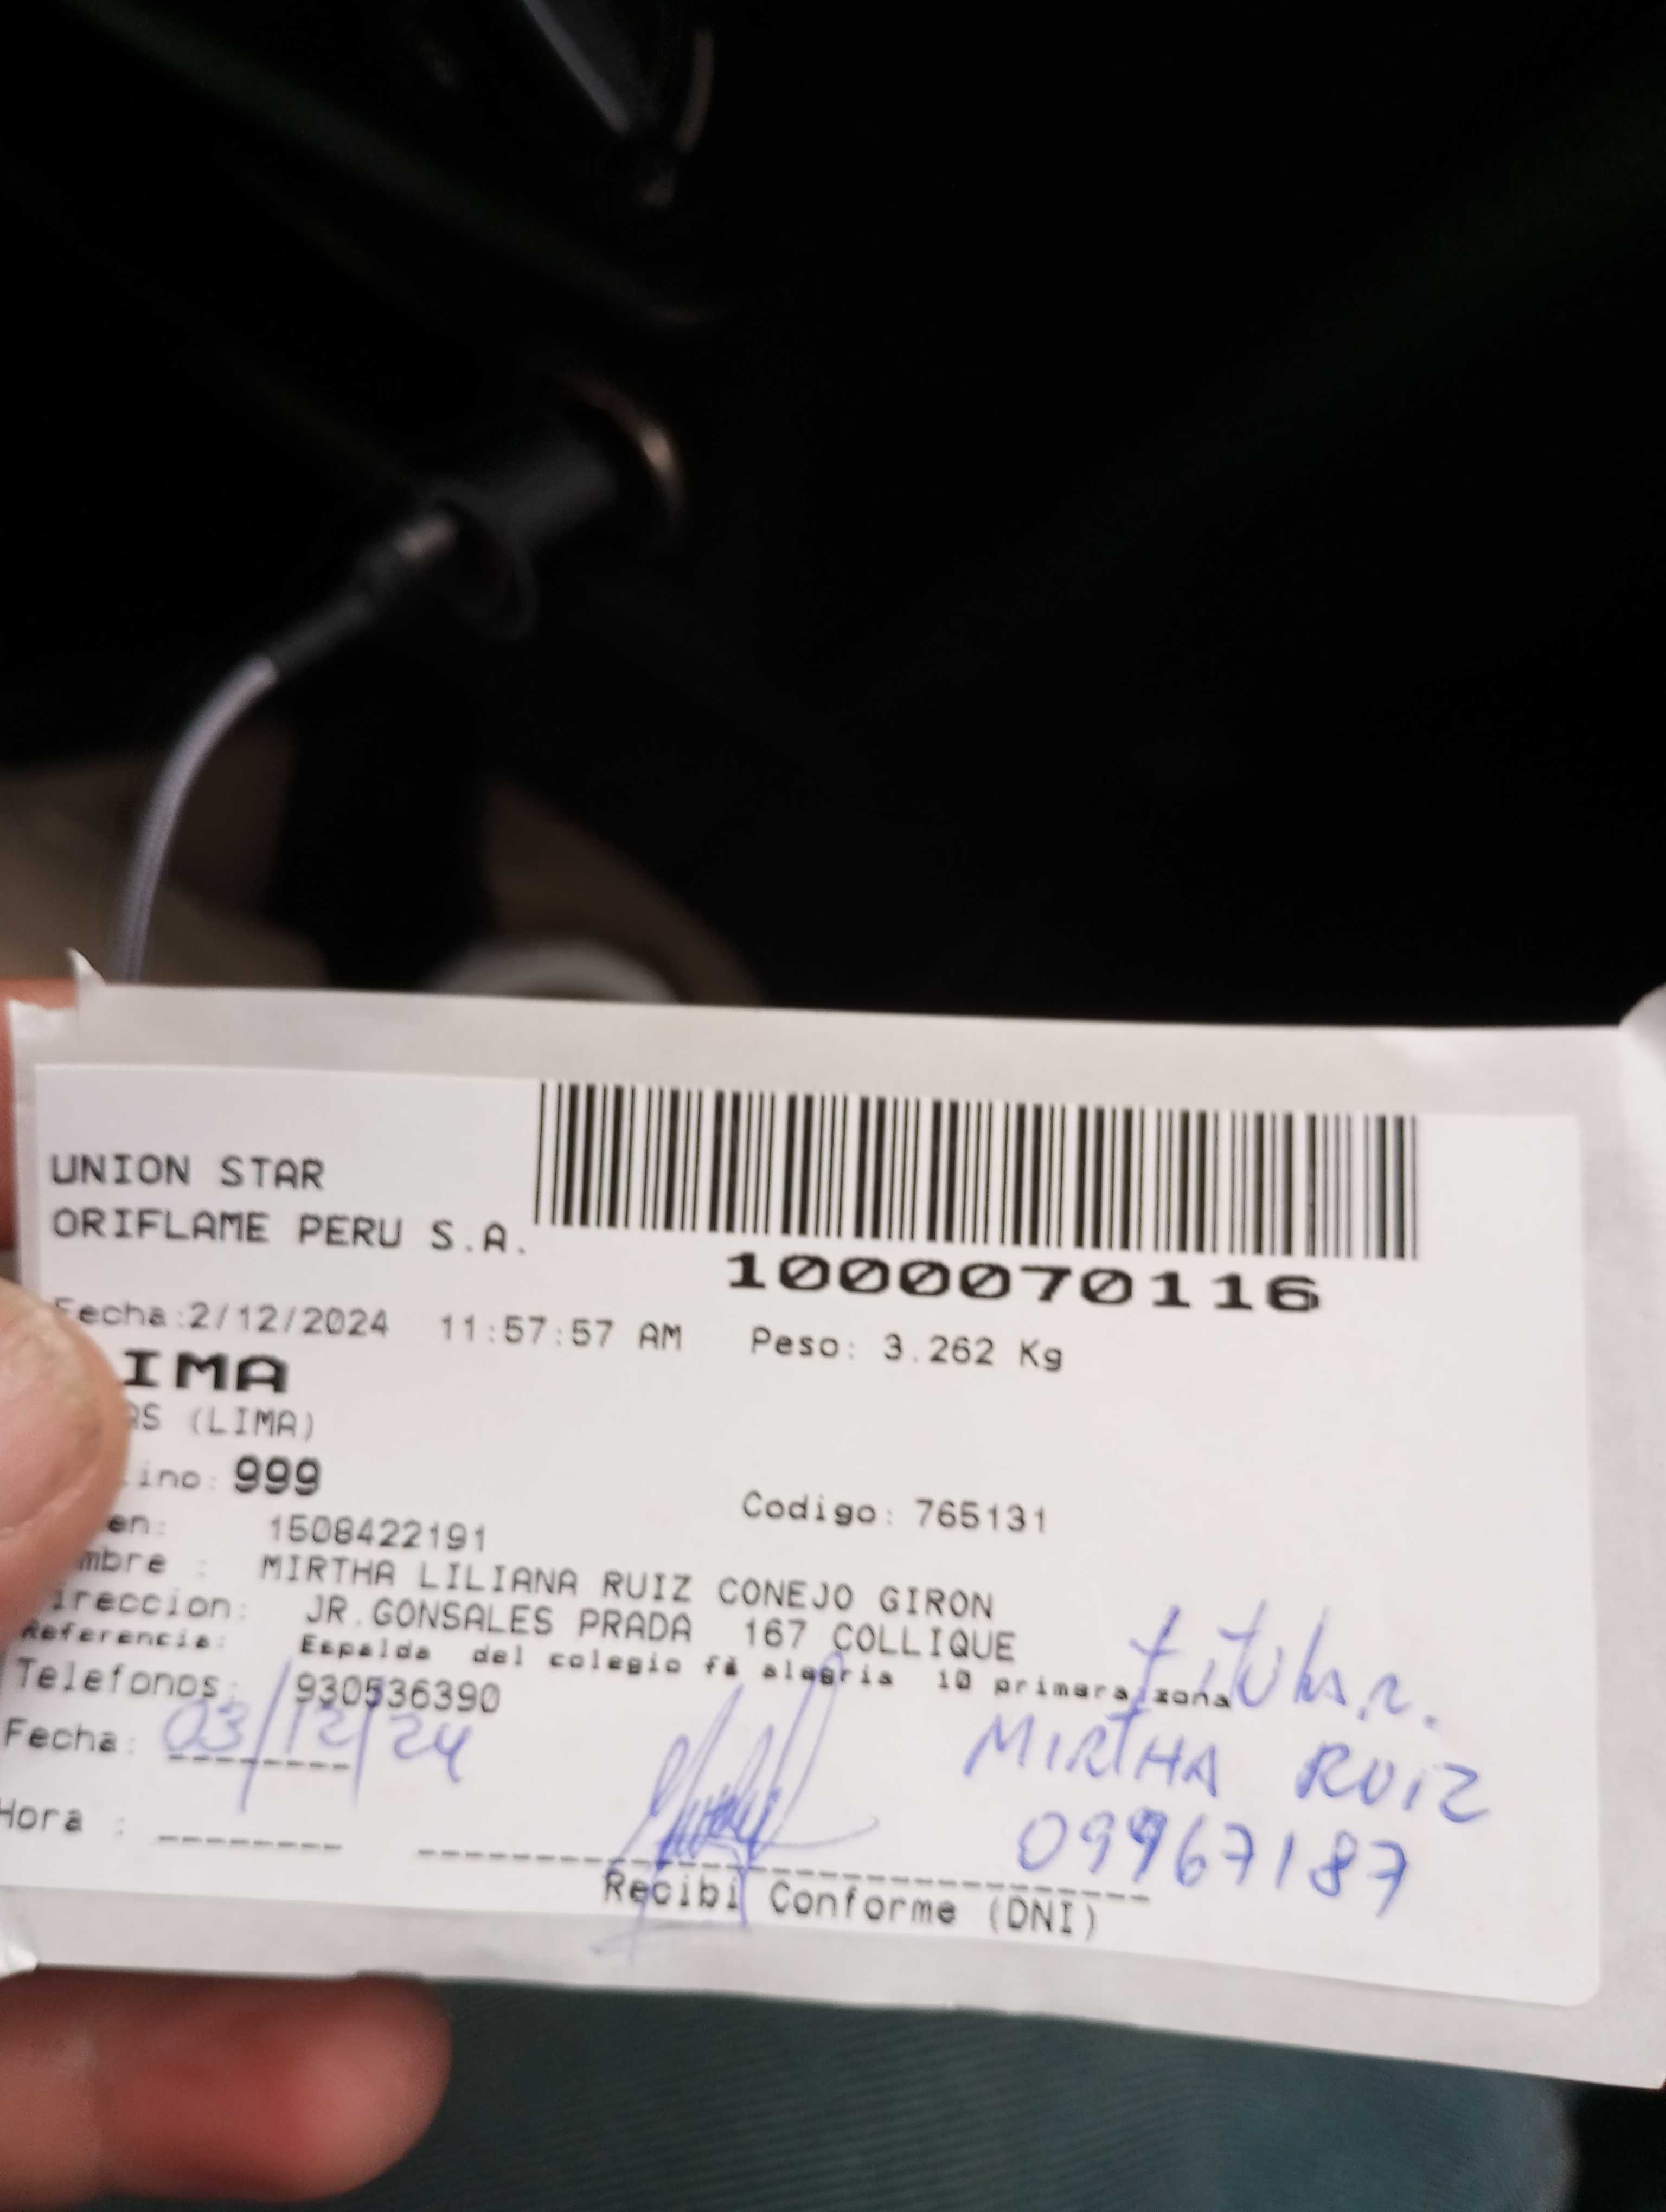 UNION STAR
ORIFLAME PERU S.A.
1000070116
Fecha:2/12/2024 11:57:57 AM Peso: 3.262 Kg
IMA
AS (LIMA)
ino: 999
Codigo: 765131
en: 1508422191
mbre : MIRTHA LILIANA RUIZ CONEJO GIRON
ireccion: JR.GONSALES PRADA 167 COLLIQUE
Referencia: Espalda del colegio fé alegria 10 primera zona
titular.
Telefonos: 930536390
Fecha: 03/12/24
MIRTHA RUIZ
09967187
Hora :
Recibi Conforme (DNI)